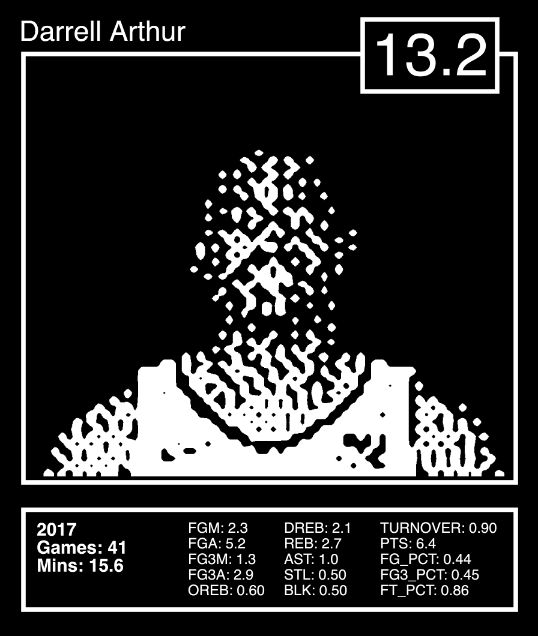 Darrell Arthur
13.2
2017
Games: 41
Mins: 15.6
FGM: 2.3
FGA: 5.2
FG3M: 1.3
FG3A: 2.9
OREB: 0.60
DREB: 2.1
REB: 2.7
AST: 1.0
STL: 0.50
BLK: 0.50
TURNOVER: 0.90
PTS: 6.4
FG_PCT: 0.44
FG3_PCT: 0.45
FT_PCT: 0.86